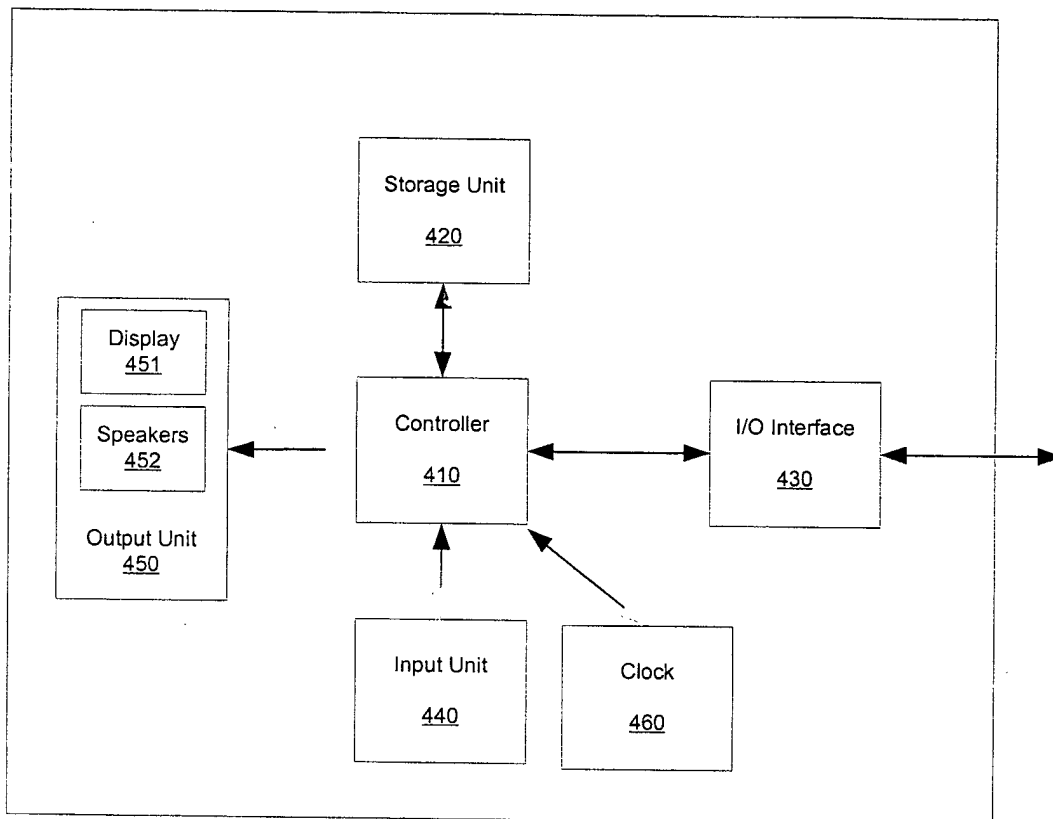 Storage Unit
420
Display
451
Speakers
452
Output Unit
450
Controller
410
I/O Interface
430
Input Unit
440
Clock
460